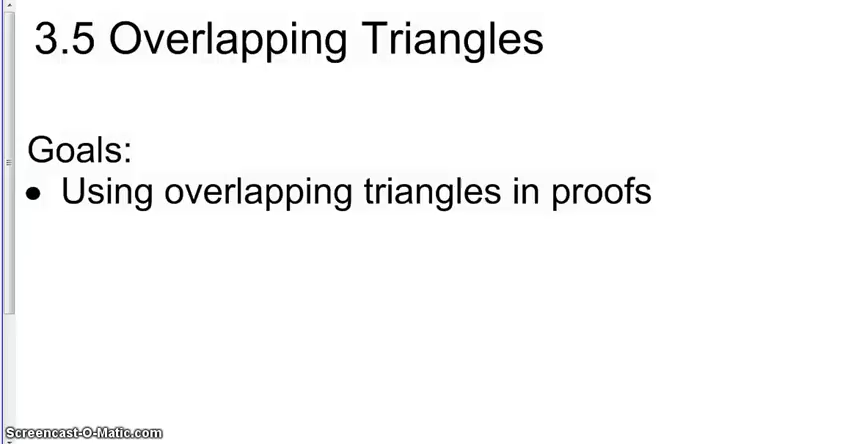 3.5 Overlapping Triangles
Goals:
• Using overlapping triangles in proofs
Screencast-O-Matic.com